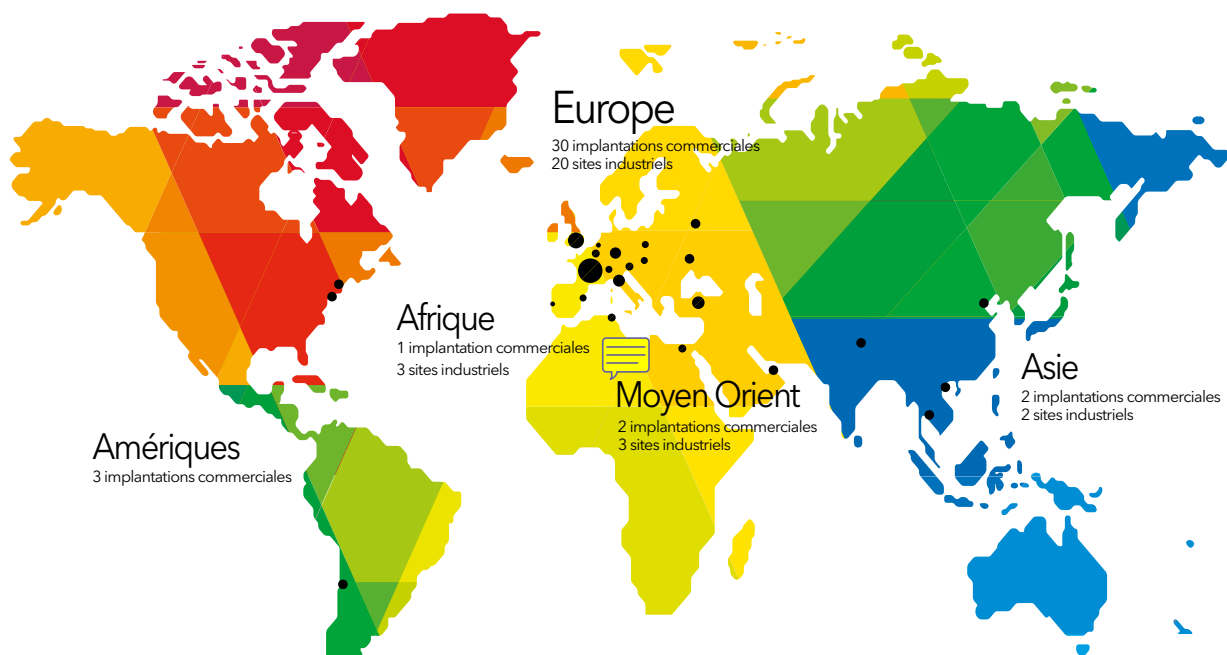 Europe
30 implantations commerciales
20 sites industriels
Afrique
1 implantation commerciales
3 sites industriels
Moyen Orient
2 implantations commerciales
3 sites industriels
Asie
2 implantations commerciales
2 sites industriels
Amériques
3 implantations commerciales